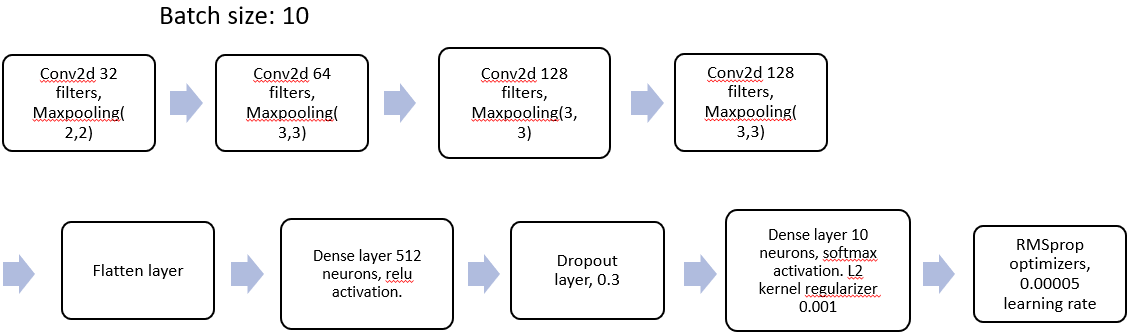 Batch size: 10
Conv2d 32
filters,
Maxpooling(
2,2)
Conv2d 64
filters,
Maxpooling(
3,3)
Conv2d 128
filters,
Maxpooling(3,
3)
Conv2d 128
filters,
Maxpooling(
3,3)
Flatten layer
Dense layer 512
neurons, relu
activation.
Dropout
layer, 0.3
Dense layer 10
neurons, softmax
activation. L2
kernel regularizer
0.001
RMSprop
optimizers,
0.00005
learning rate